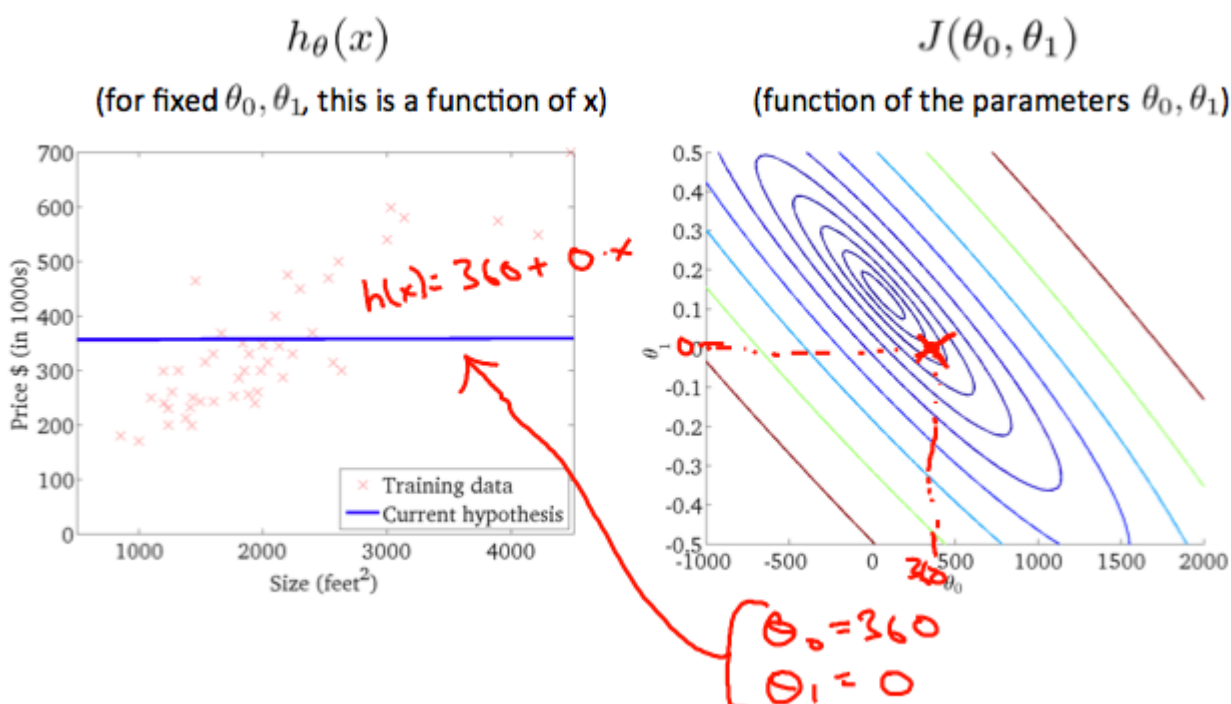 hθ(x)
(for fixed θ₀, θ₁, this is a function of x)
700
600
500
400
300
200
100
0
Price $ (in 1000s)
h(x) = 360 + 0·x
Training data
Current hypothesis
1000
2000
3000
4000
Size (feet²)
J(θ₀, θ₁)
(function of the parameters θ₀, θ₁)
0.5
0.4
0.3
0.2
0.1
0
0
-0.1
-0.2
-0.3
-0.4
-0.5
θ₁
-1000
-500
0
360
500
1000
1500
2000
θ₀
θ₀ = 360
θ₁ = 0